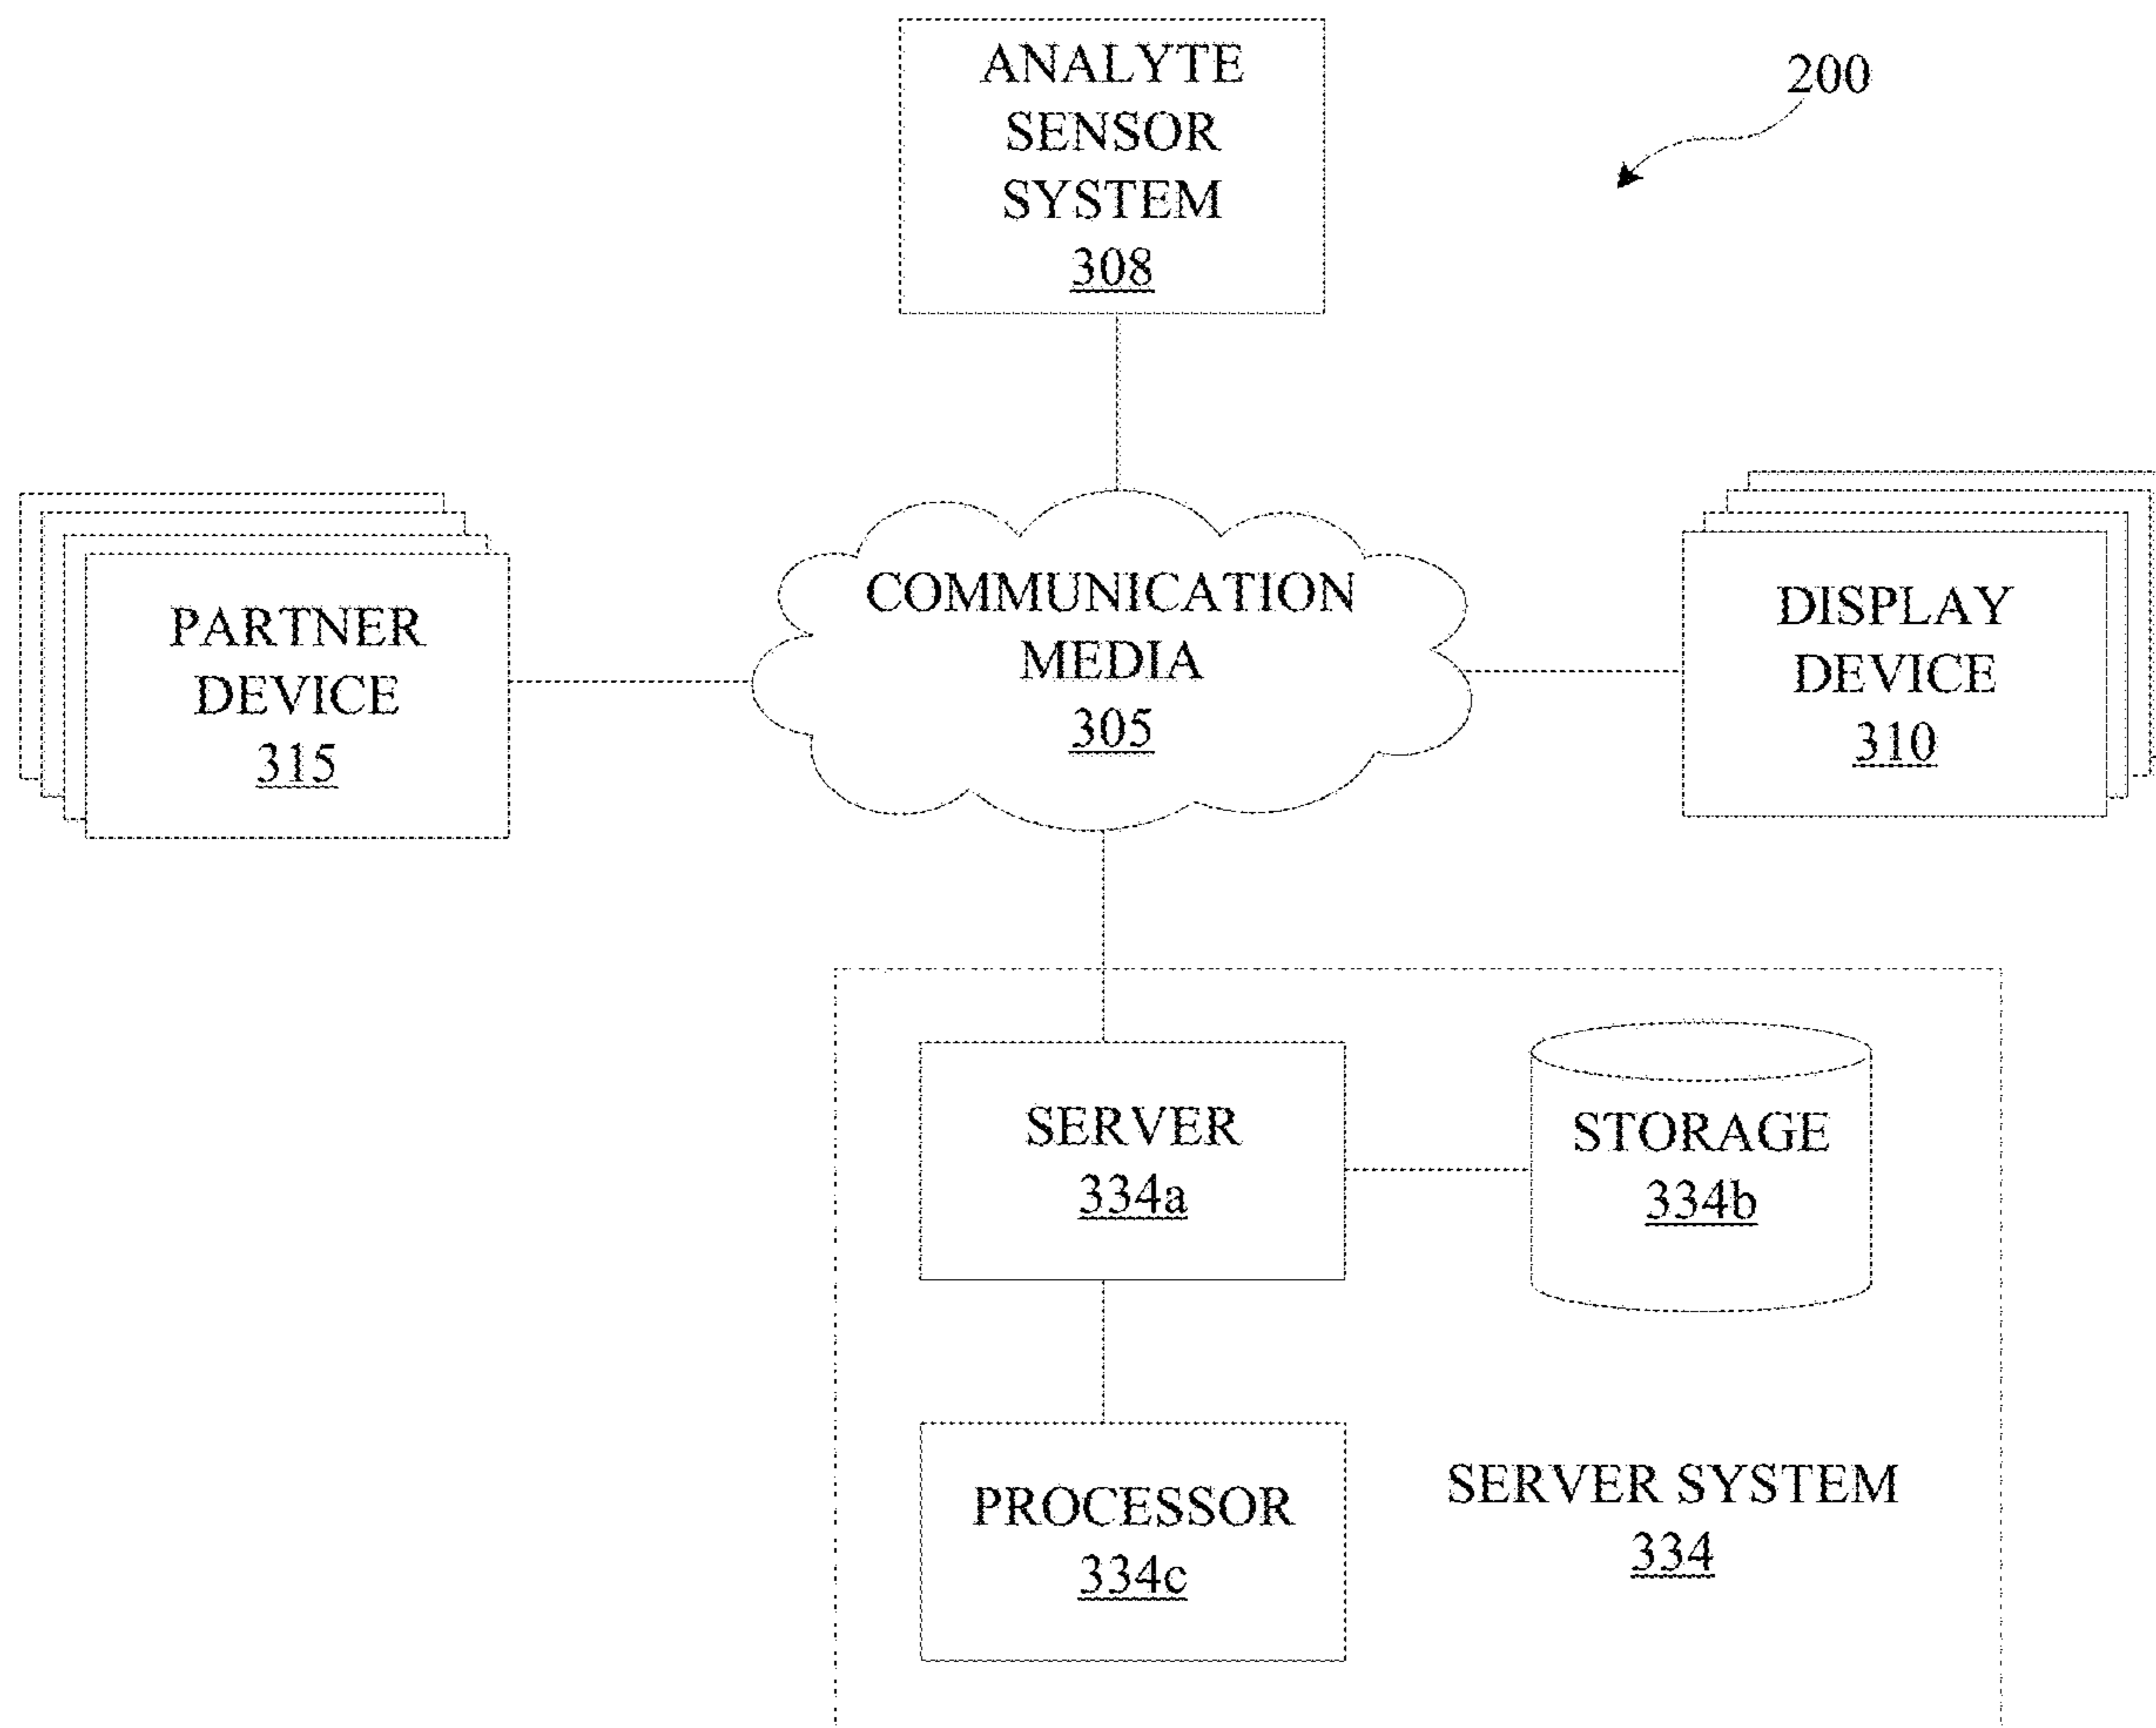 ANALYTE
SENSOR
SYSTEM
308
200
PARTNER
DEVICE
315
COMMUNICATION
MEDIA
305
DISPLAY
DEVICE
310
SERVER
334a
STORAGE
334b
PROCESSOR
334c
SERVER SYSTEM
334